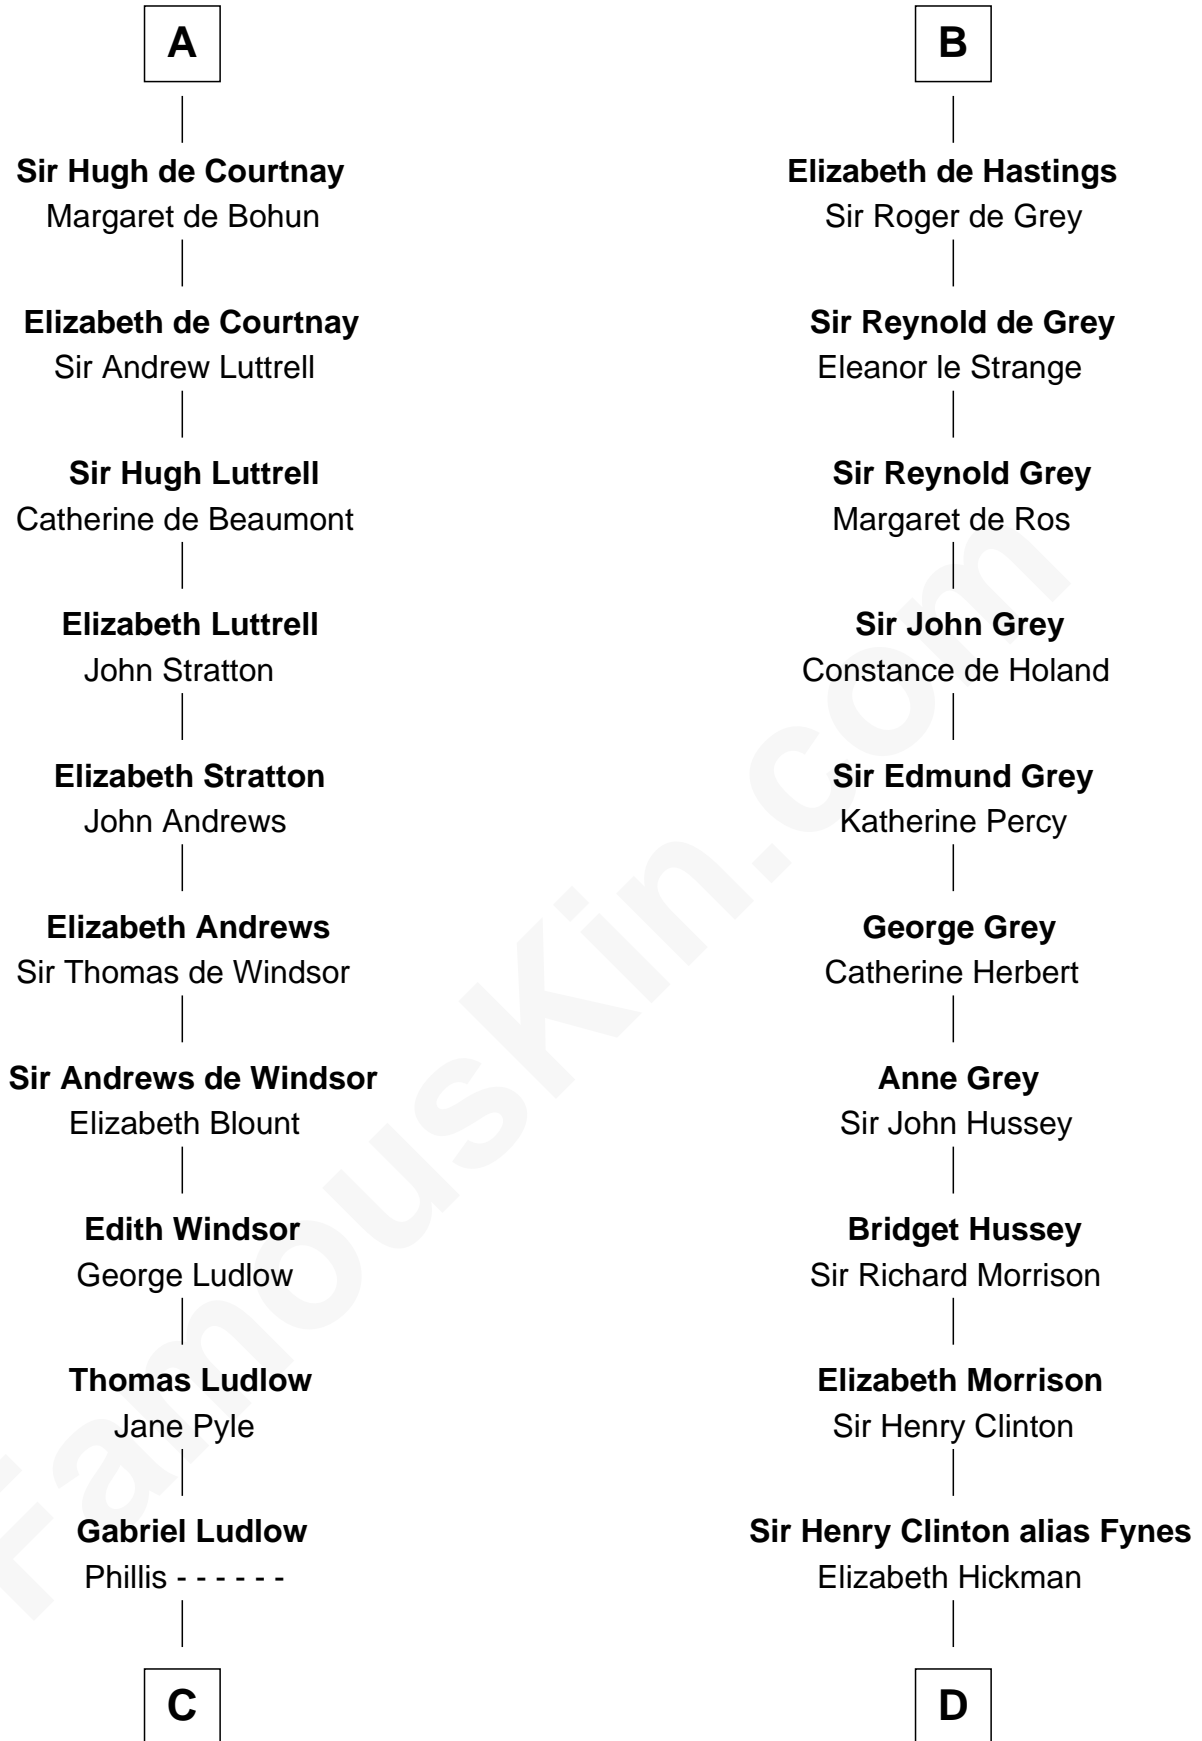 A
Sir Hugh de Courtnay
Margaret de Bohun
Elizabeth de Courtnay
Sir Andrew Luttrell
Sir Hugh Luttrell
Catherine de Beaumont
Elizabeth Luttrell
John Stratton
Elizabeth Stratton
John Andrews
Elizabeth Andrews
Sir Thomas de Windsor
Sir Andrews de Windsor
Elizabeth Blount
Edith Windsor
George Ludlow
Thomas Ludlow
Jane Pyle
Gabriel Ludlow
Phillis - - - - - -
C
B
Elizabeth de Hastings
Sir Roger de Grey
Sir Reynold de Grey
Eleanor le Strange
Sir Reynold Grey
Margaret de Ros
Sir John Grey
Constance de Holand
Sir Edmund Grey
Katherine Percy
George Grey
Catherine Herbert
Anne Grey
Sir John Hussey
Bridget Hussey
Sir Richard Morrison
Elizabeth Morrison
Sir Henry Clinton
Sir Henry Clinton alias Fynes
Elizabeth Hickman
D
FamousKin.com